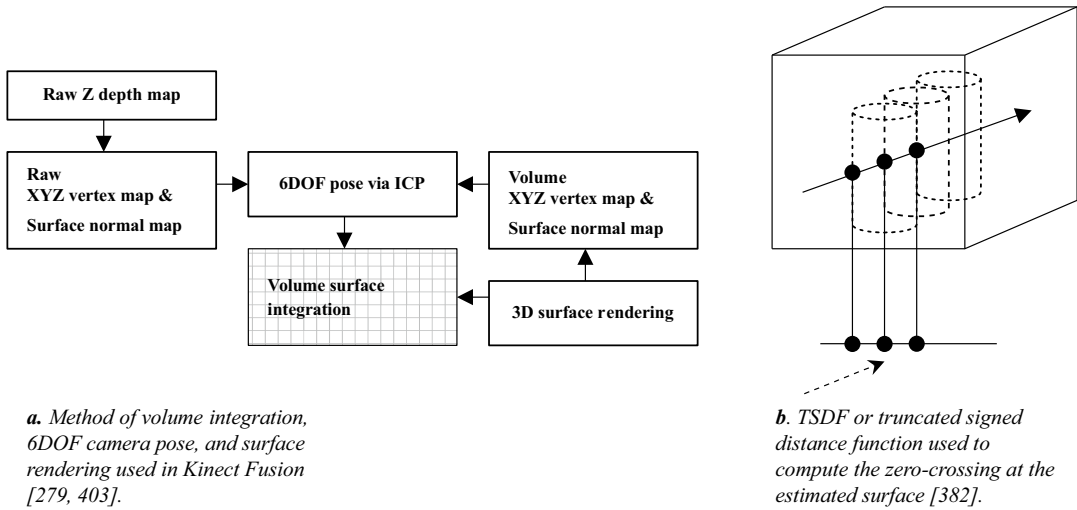 Raw Z depth map
Raw
XYZ vertex map &
Surface normal map
6DOF pose via ICP
Volume
XYZ vertex map &
Surface normal map
Volume surface
integration
3D surface rendering
a. Method of volume integration,
6DOF camera pose, and surface
rendering used in Kinect Fusion
[279, 403].
b. TSDF or truncated signed
distance function used to
compute the zero-crossing at the
estimated surface [382].